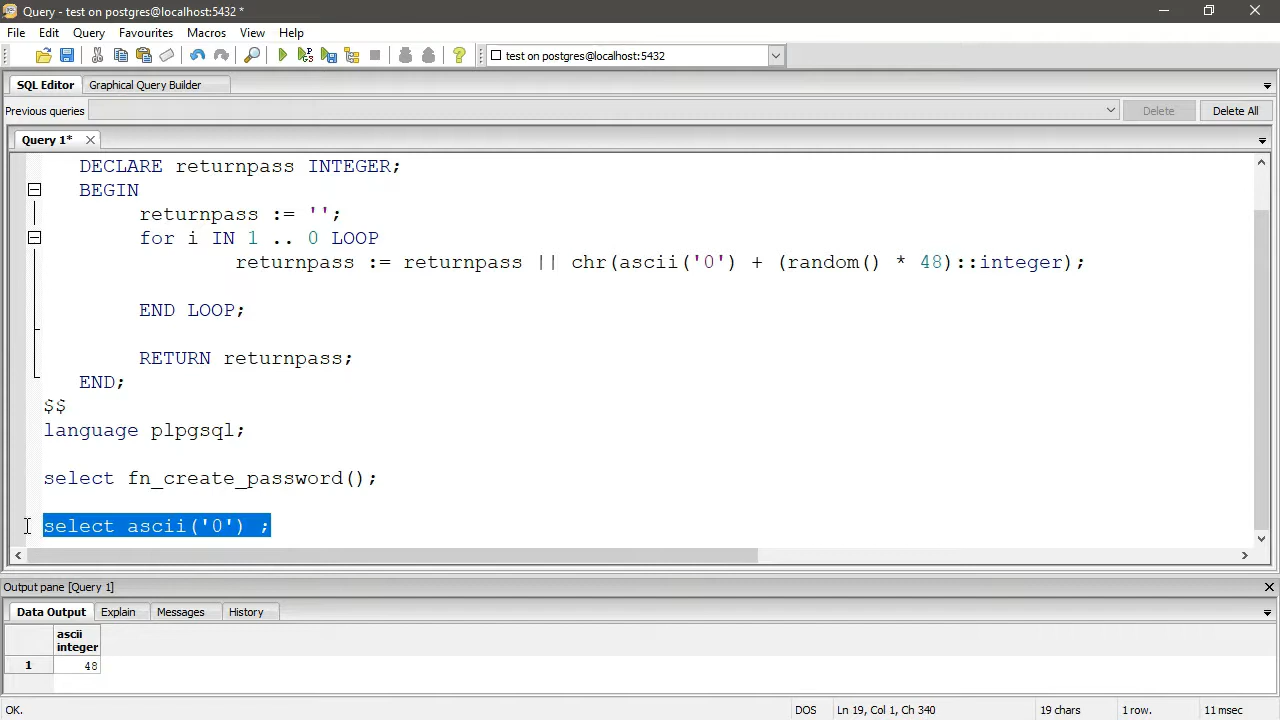 Query - test on postgres@localhost:5432 *
File Edit Query Favourites Macros View Help
test on postgres@localhost:5432
SQL Editor Graphical Query Builder
Previous queries Delete Delete All
Query 1*
DECLARE returnpass INTEGER;
BEGIN
returnpass := '';
for i IN 1 .. 0 LOOP
returnpass := returnpass || chr(ascii('0') + (random() * 48)::integer);
END LOOP;
RETURN returnpass;
END;
$$
language plpgsql;
select fn_create_password();
select ascii('0') ;
Output pane [Query 1]
Data Output Explain Messages History
ascii
integer
1 48
OK. DOS Ln 19, Col 1, Ch 340 19 chars 1 row. 11 msec